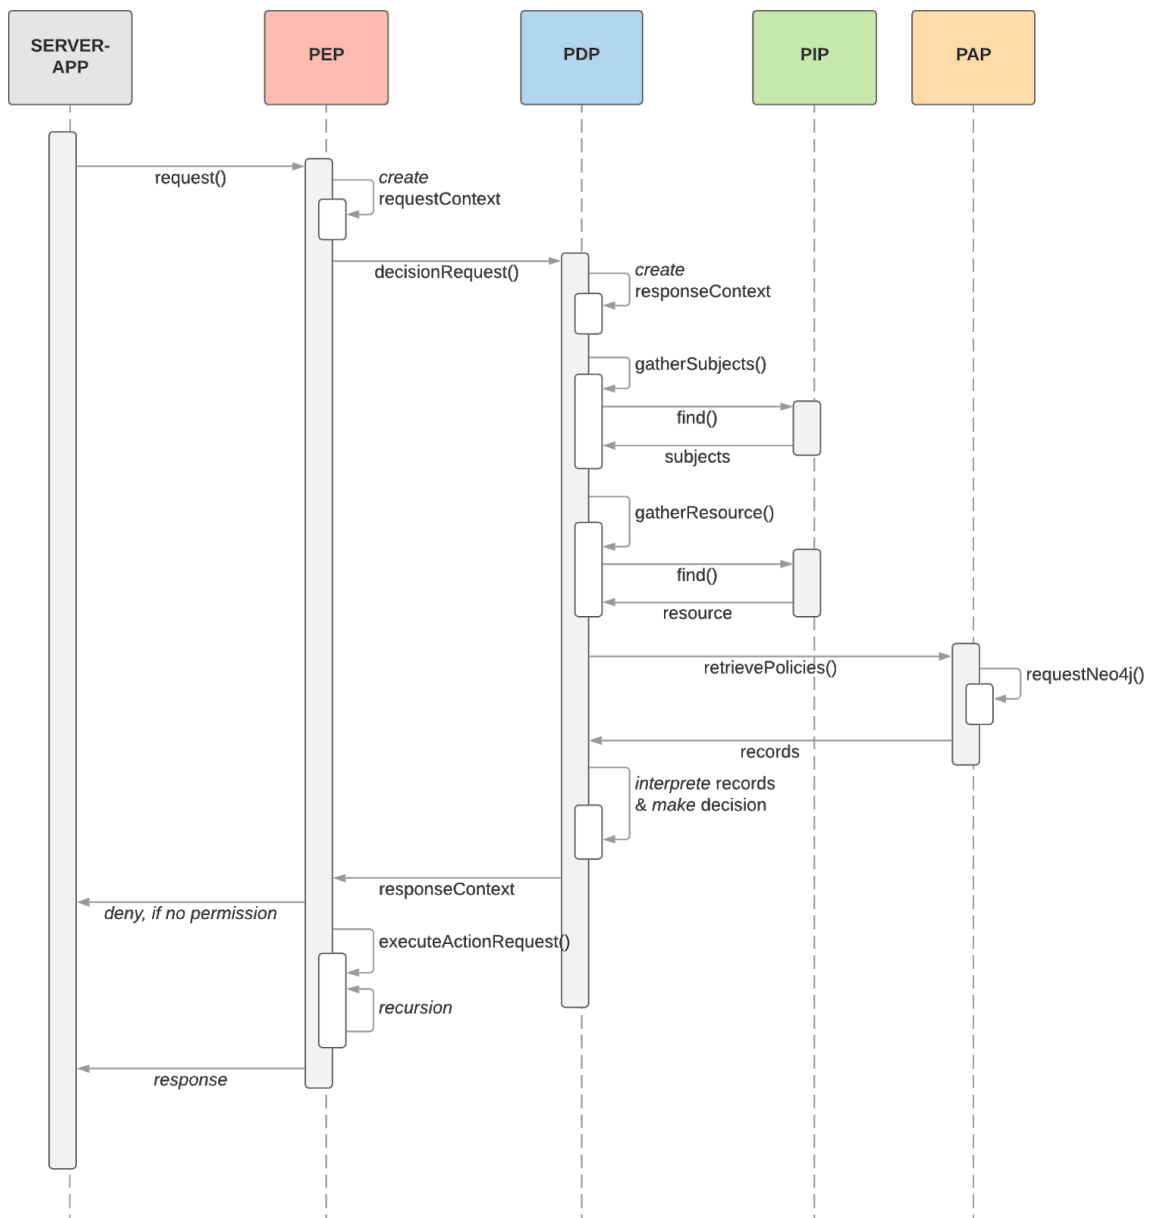 SERVER-
APP
PEP
PDP
PIP
PAP
request()
create
requestContext
decisionRequest()
create
responseContext
gatherSubjects()
find()
subjects
gatherResource()
find()
resource
retrievePolicies()
requestNeo4j()
records
interprete records
& make decision
responseContext
deny, if no permission
executeActionRequest()
recursion
response